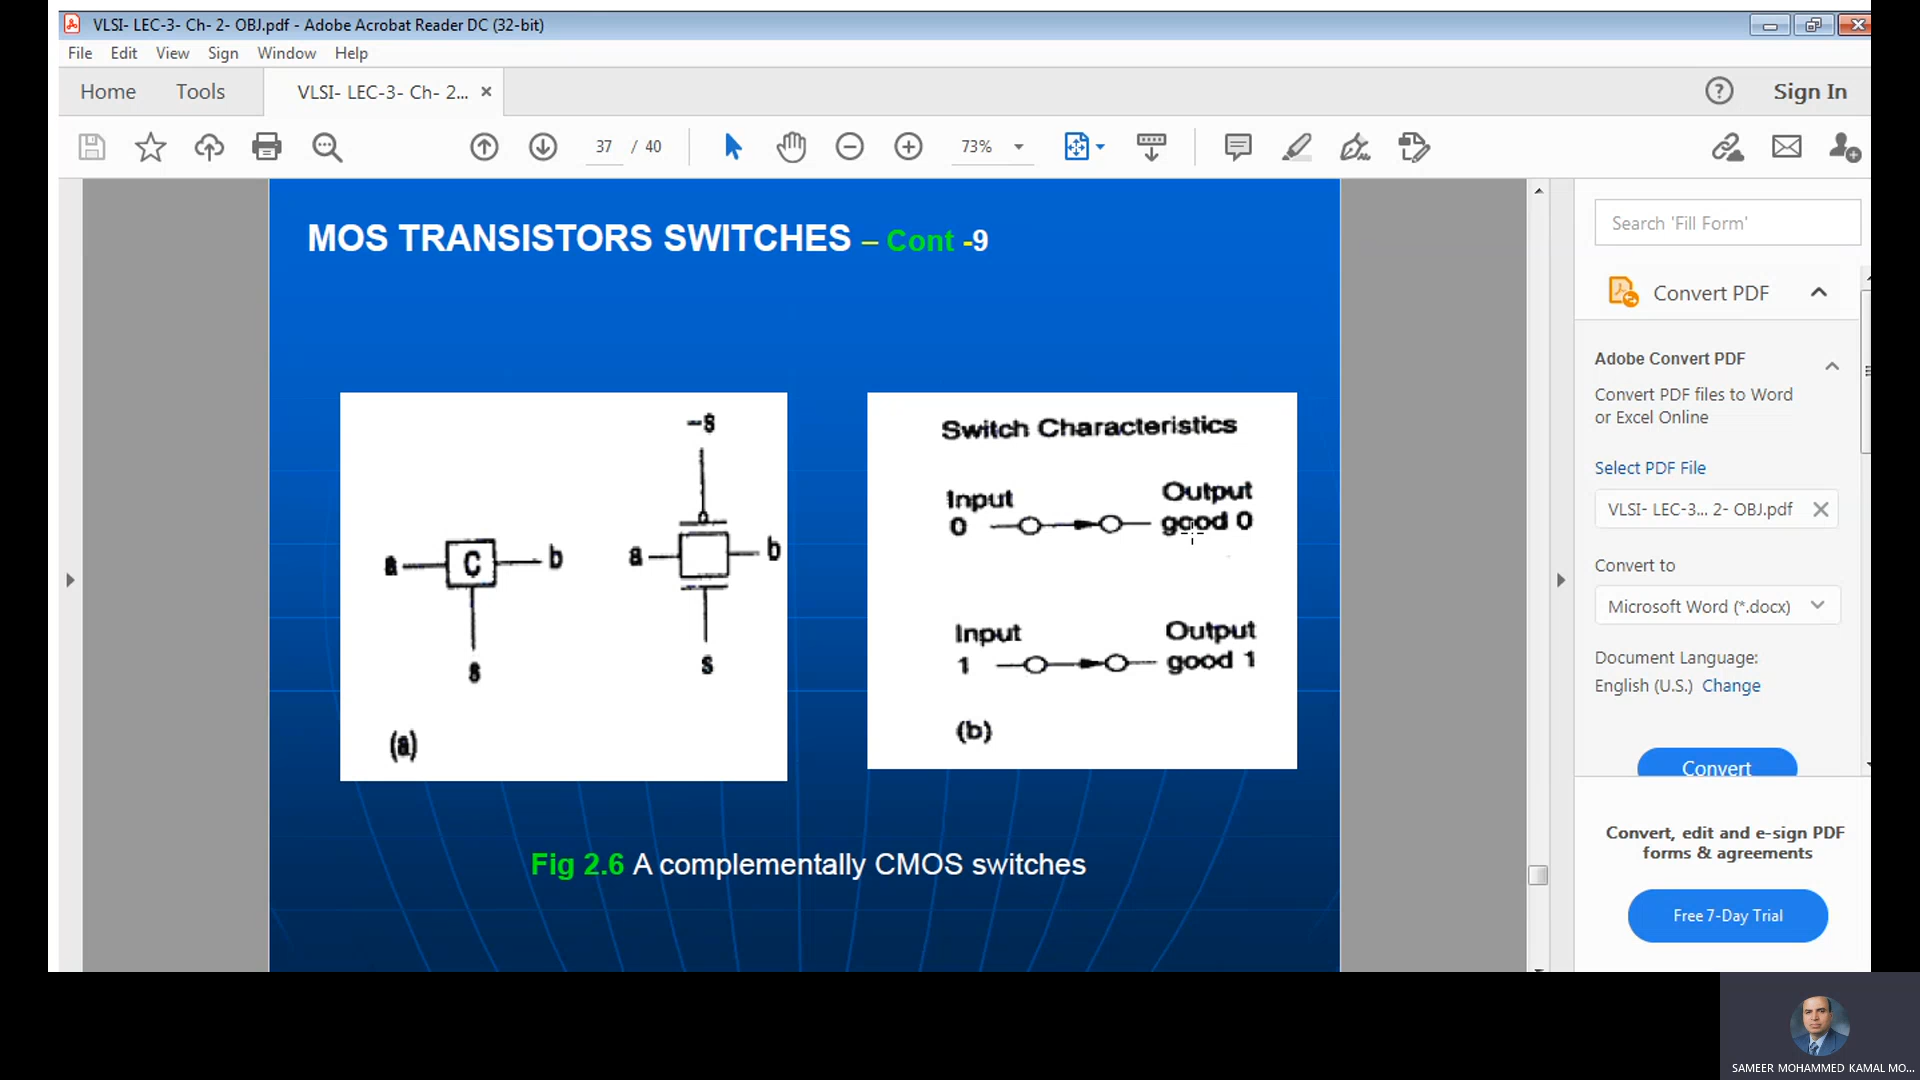 VLSI- LEC-3- Ch- 2- OBJ.pdf - Adobe Acrobat Reader DC (32-bit)
File Edit View Sign Window Help
Home Tools VLSI- LEC-3- Ch- 2... Sign In
37 / 40 73%
MOS TRANSISTORS SWITCHES – Cont -9
-s
a C b
s
a b
s
(a)
Switch Characteristics
Input Output
0 good 0
Input Output
1 good 1
(b)
Fig 2.6 A complementally CMOS switches
Search 'Fill Form'
Convert PDF
Adobe Convert PDF
Convert PDF files to Word
or Excel Online
Select PDF File
VLSI- LEC-3... 2- OBJ.pdf
Convert to
Microsoft Word (*.docx)
Document Language:
English (U.S.) Change
Convert
Convert, edit and e-sign PDF
forms & agreements
Free 7-Day Trial
SAMEER MOHAMMED KAMAL MO...